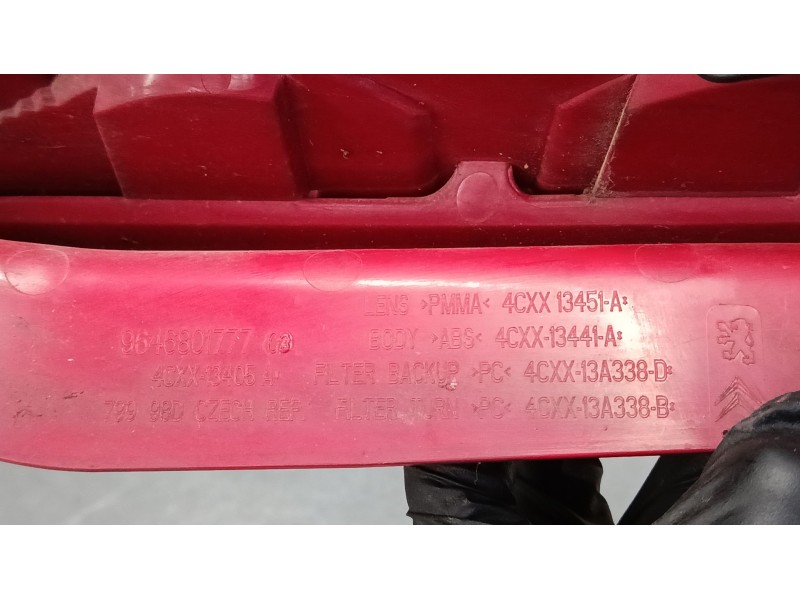 LENS >PMMA< 4CXX 13451-A
9646801777 BODY >ABS< 4CXX-13441-A
4CXX-13405 A FILTER BACKUP >PC< 4CXX-13A338-D
CZECH REP. FILTER TURN >PC< 4CXX-13A338-B